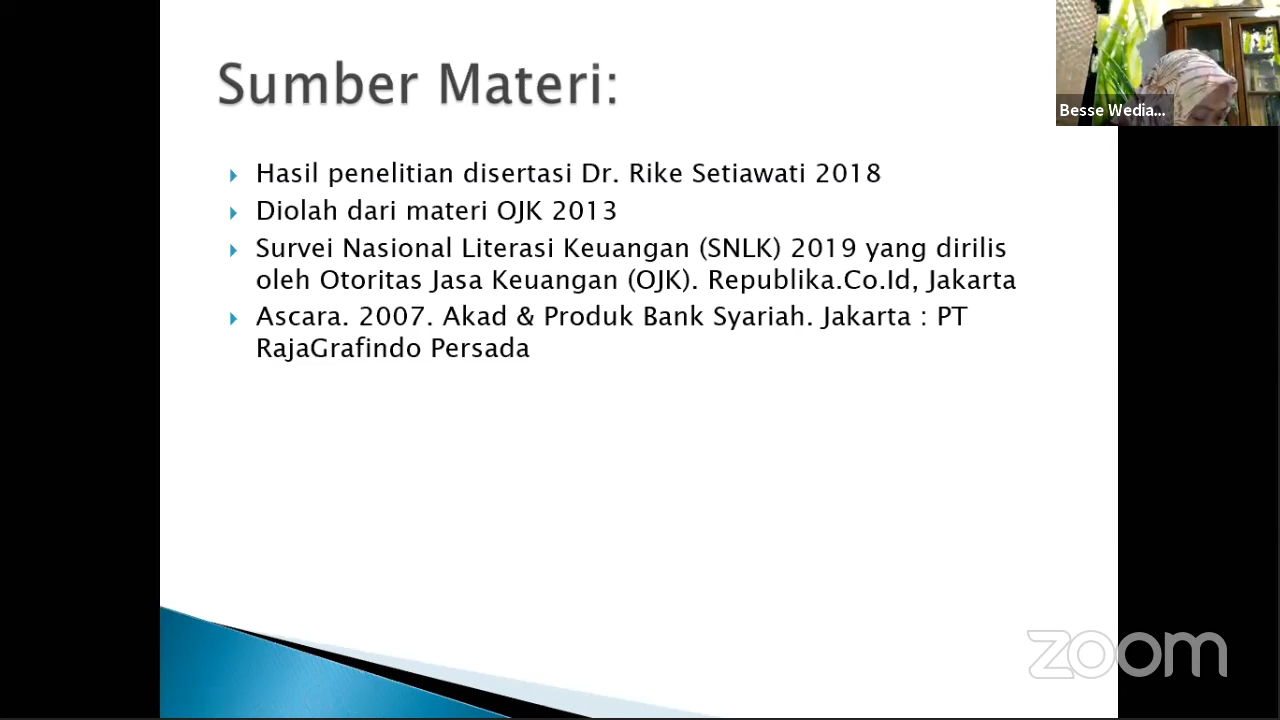 Sumber Materi:
Hasil penelitian disertasi Dr. Rike Setiawati 2018
Diolah dari materi OJK 2013
Survei Nasional Literasi Keuangan (SNLK) 2019 yang dirilis
oleh Otoritas Jasa Keuangan (OJK). Republika.Co.Id, Jakarta
Ascara. 2007. Akad & Produk Bank Syariah. Jakarta : PT
RajaGrafindo Persada
Besse Wedia...
zoom